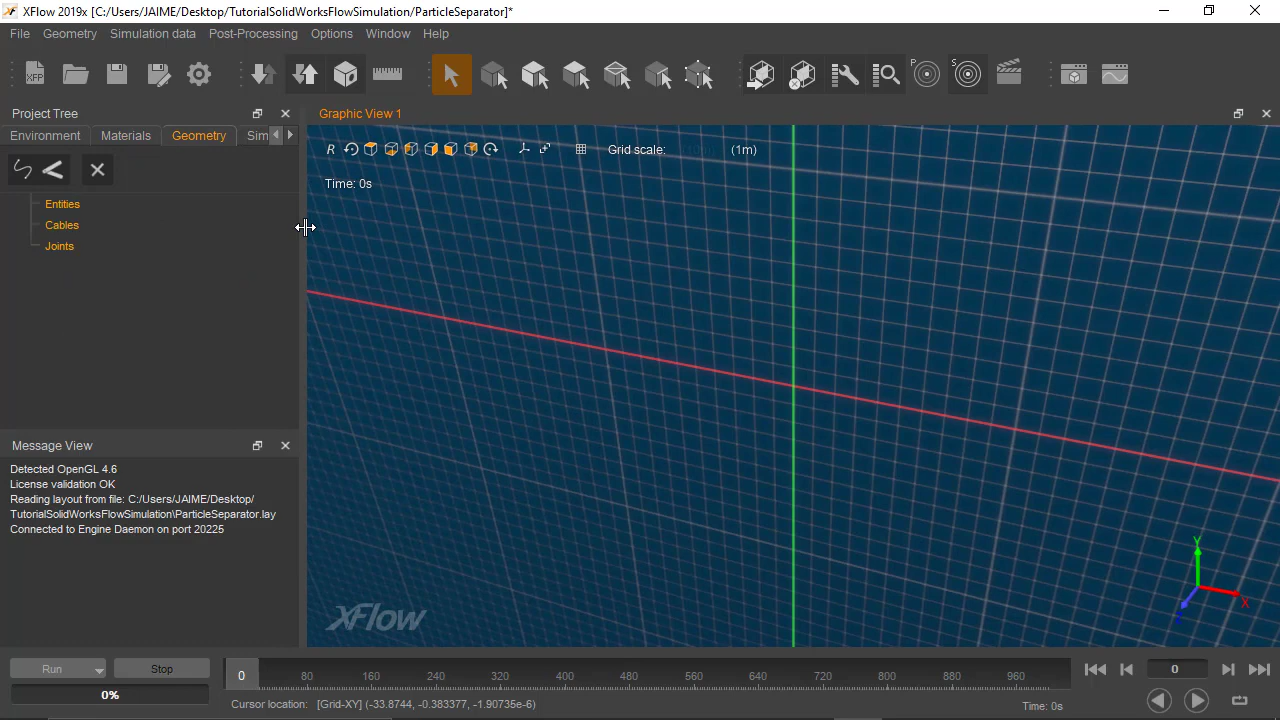 XFlow 2019x [C:/Users/JAIME/Desktop/TutorialSolidWorksFlowSimulation/ParticleSeparator]*
File Geometry Simulation data Post-Processing Options Window Help
XFP P S
Project Tree
Graphic View 1
Environment Materials Geometry Sim
R Grid scale: (1m)
Time: 0s
Entities
Cables
Joints
Message View
Detected OpenGL 4.6
License validation OK
Reading layout from file: C:/Users/JAIME/Desktop/
TutorialSolidWorksFlowSimulation\ParticleSeparator.lay
Connected to Engine Daemon on port 20225
Y
X
XFlow
Run Stop
0 80 160 240 320 400 480 560 640 720 800 880 960
0
0%
Cursor location: [Grid-XY] (-33.8744, -0.383377, -1.90735e-6)
Time: 0s